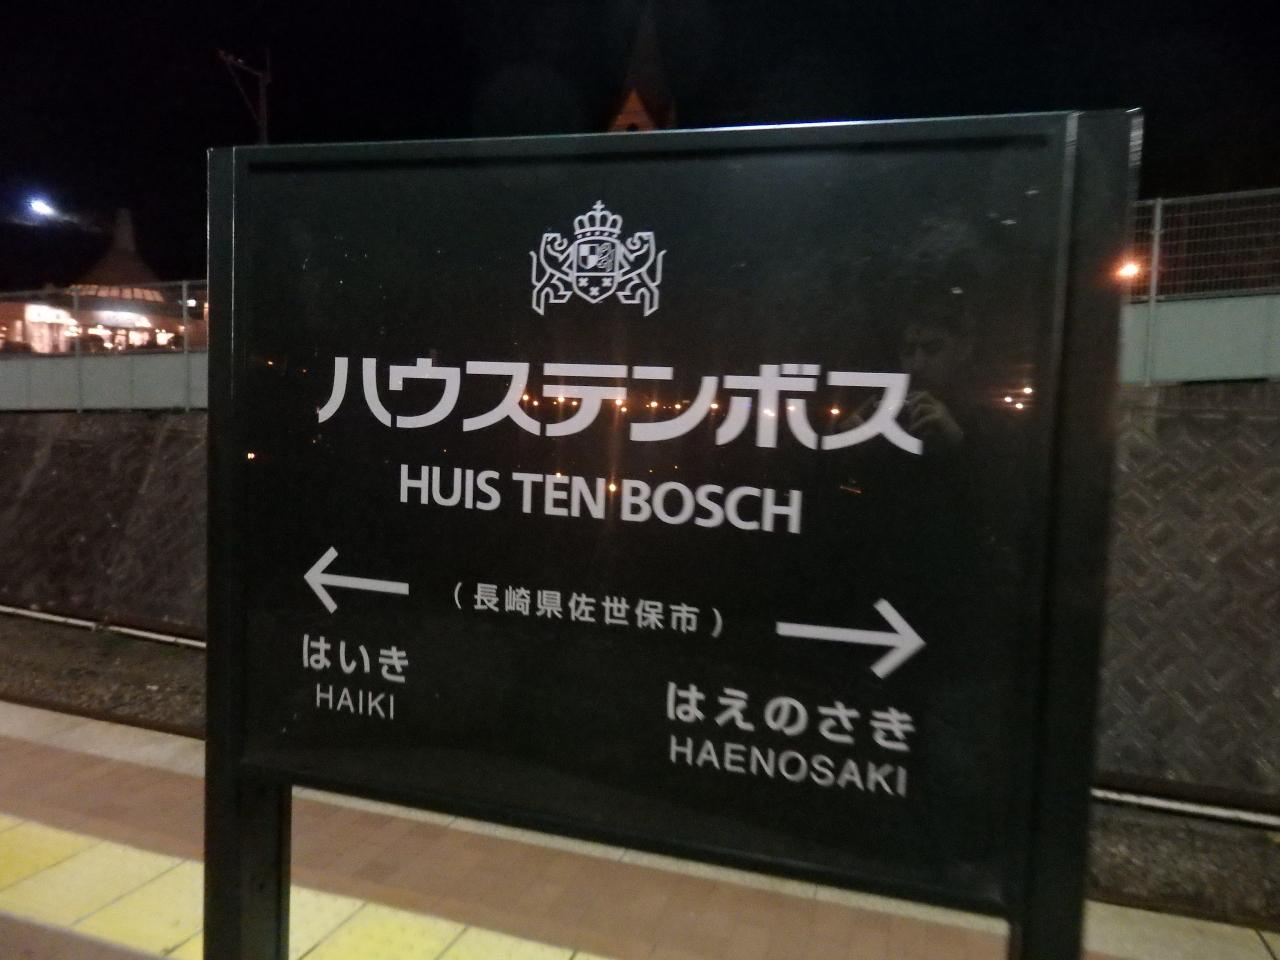 ハウステンボス
HUIS TEN BOSCH
(長崎県佐世保市)
はいき
HAIKI
はえのさき
HAENOSAKI